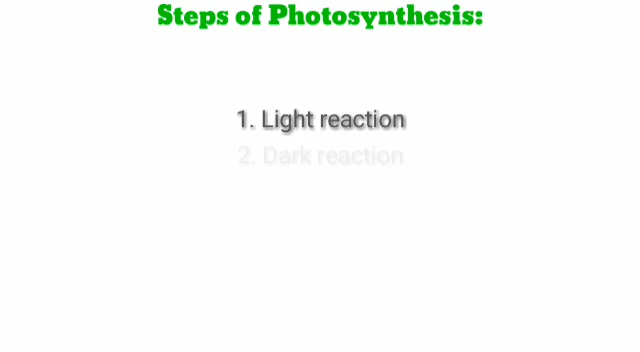 Steps of Photosynthesis:
1. Light reaction
2. Dark reaction